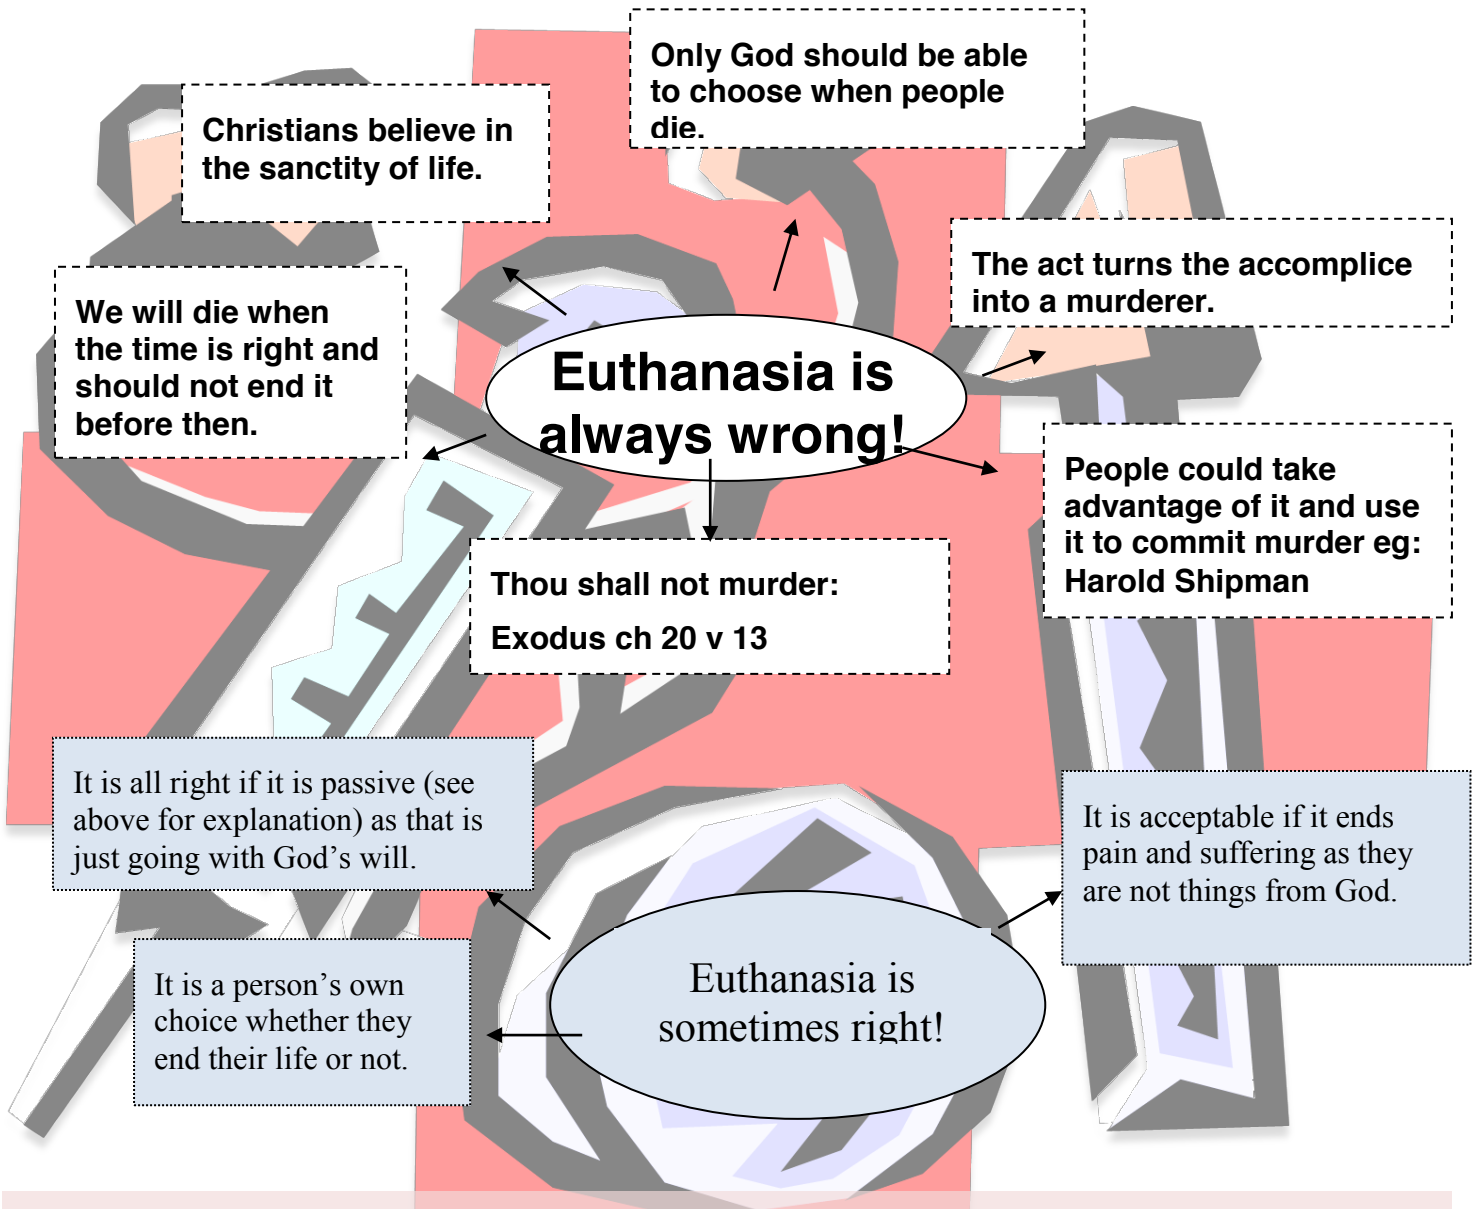 Only God should be able
to choose when people
die.
Christians believe in
the sanctity of life.
The act turns the accomplice
into a murderer.
We will die when
the time is right and
should not end it
before then.
Euthanasia is
always wrong!
People could take
advantage of it and use
it to commit murder eg:
Harold Shipman
Thou shall not murder:
Exodus ch 20 v 13
It is all right if it is passive (see
above for explanation) as that is
just going with God’s will.
It is acceptable if it ends
pain and suffering as they
are not things from God.
It is a person’s own
choice whether they
end their life or not.
Euthanasia is
sometimes right!